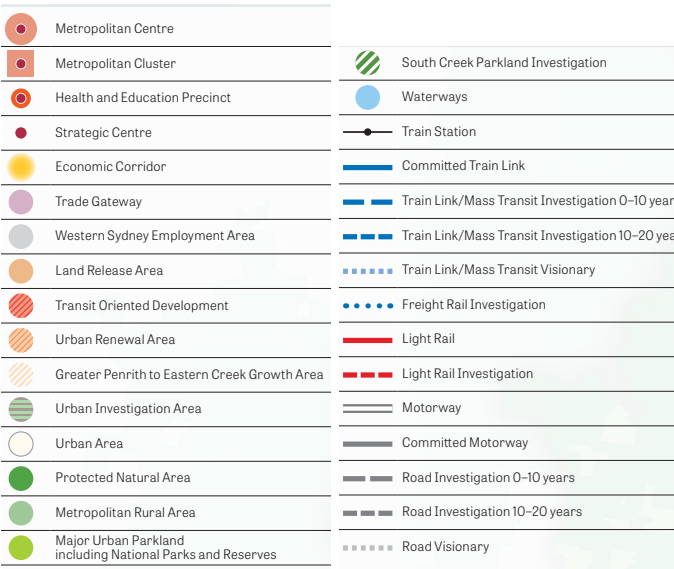 Metropolitan Centre
Metropolitan Cluster
Health and Education Precinct
Strategic Centre
Economic Corridor
Trade Gateway
Western Sydney Employment Area
Land Release Area
Transit Oriented Development
Urban Renewal Area
Greater Penrith to Eastern Creek Growth Area
Urban Investigation Area
Urban Area
Protected Natural Area
Metropolitan Rural Area
Major Urban Parkland
including National Parks and Reserves
South Creek Parkland Investigation
Waterways
Train Station
Committed Train Link
Train Link/Mass Transit Investigation 0–10 year
Train Link/Mass Transit Investigation 10–20 yea
Train Link/Mass Transit Visionary
Freight Rail Investigation
Light Rail
Light Rail Investigation
Motorway
Committed Motorway
Road Investigation 0–10 years
Road Investigation 10–20 years
Road Visionary